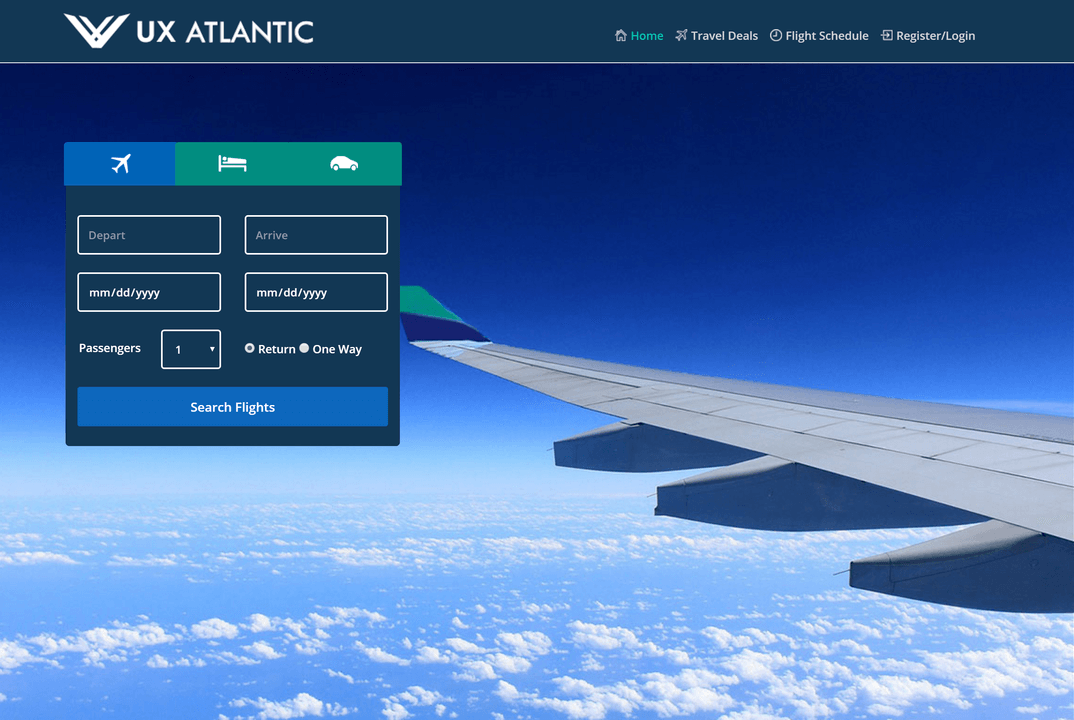 UX ATLANTIC
Home Travel Deals Flight Schedule Register/Login
Depart Arrive
mm/dd/yyyy mm/dd/yyyy
Passengers 1 Return One Way
Search Flights